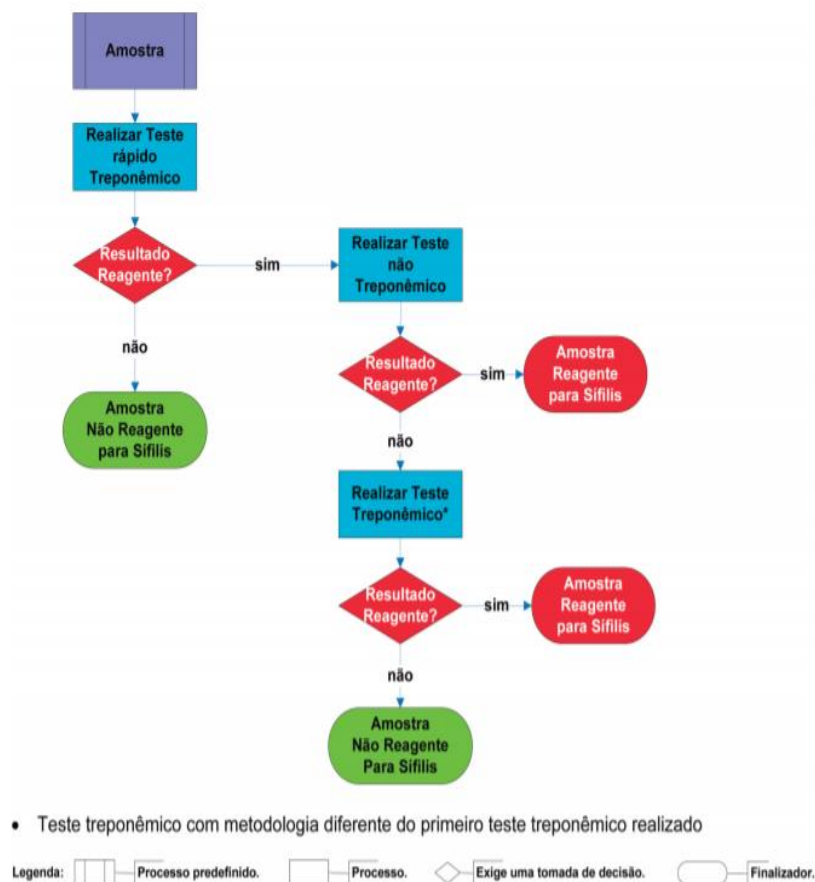 Amostra
Realizar Teste
rápido
Treponêmico
Resultado
Reagente?
sim
Realizar Teste
não
Treponêmico
não
Resultado
Reagente?
sim
Amostra
Reagente
para Sífilis
Amostra
Não Reagente
para Sífilis
não
Realizar Teste
Treponêmico*
Resultado
Reagente?
sim
Amostra
Reagente
para Sífilis
não
Amostra
Não Reagente
Para Sífilis
• Teste treponêmico com metodologia diferente do primeiro teste treponêmico realizado
Legenda: Processo predefinido. Processo. Exige uma tomada de decisão. Finalizador.